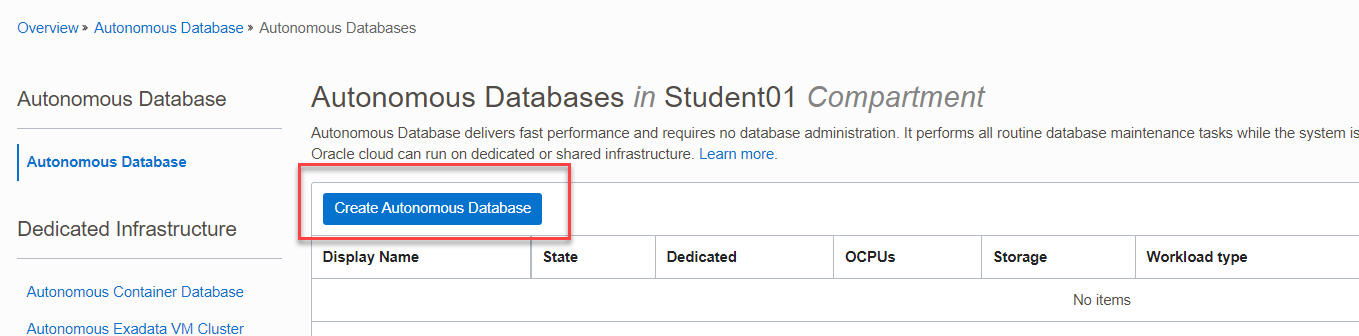 Overview » Autonomous Database » Autonomous Databases
Autonomous Database
Autonomous Database
Dedicated Infrastructure
Autonomous Container Database
Autonomous Exadata VM Cluster
Autonomous Databases in Student01 Compartment
Autonomous Database delivers fast performance and requires no database administration. It performs all routine database maintenance tasks while the system is
Oracle cloud can run on dedicated or shared infrastructure. Learn more.
Create Autonomous Database
Display Name State Dedicated OCPUs Storage Workload type
No items